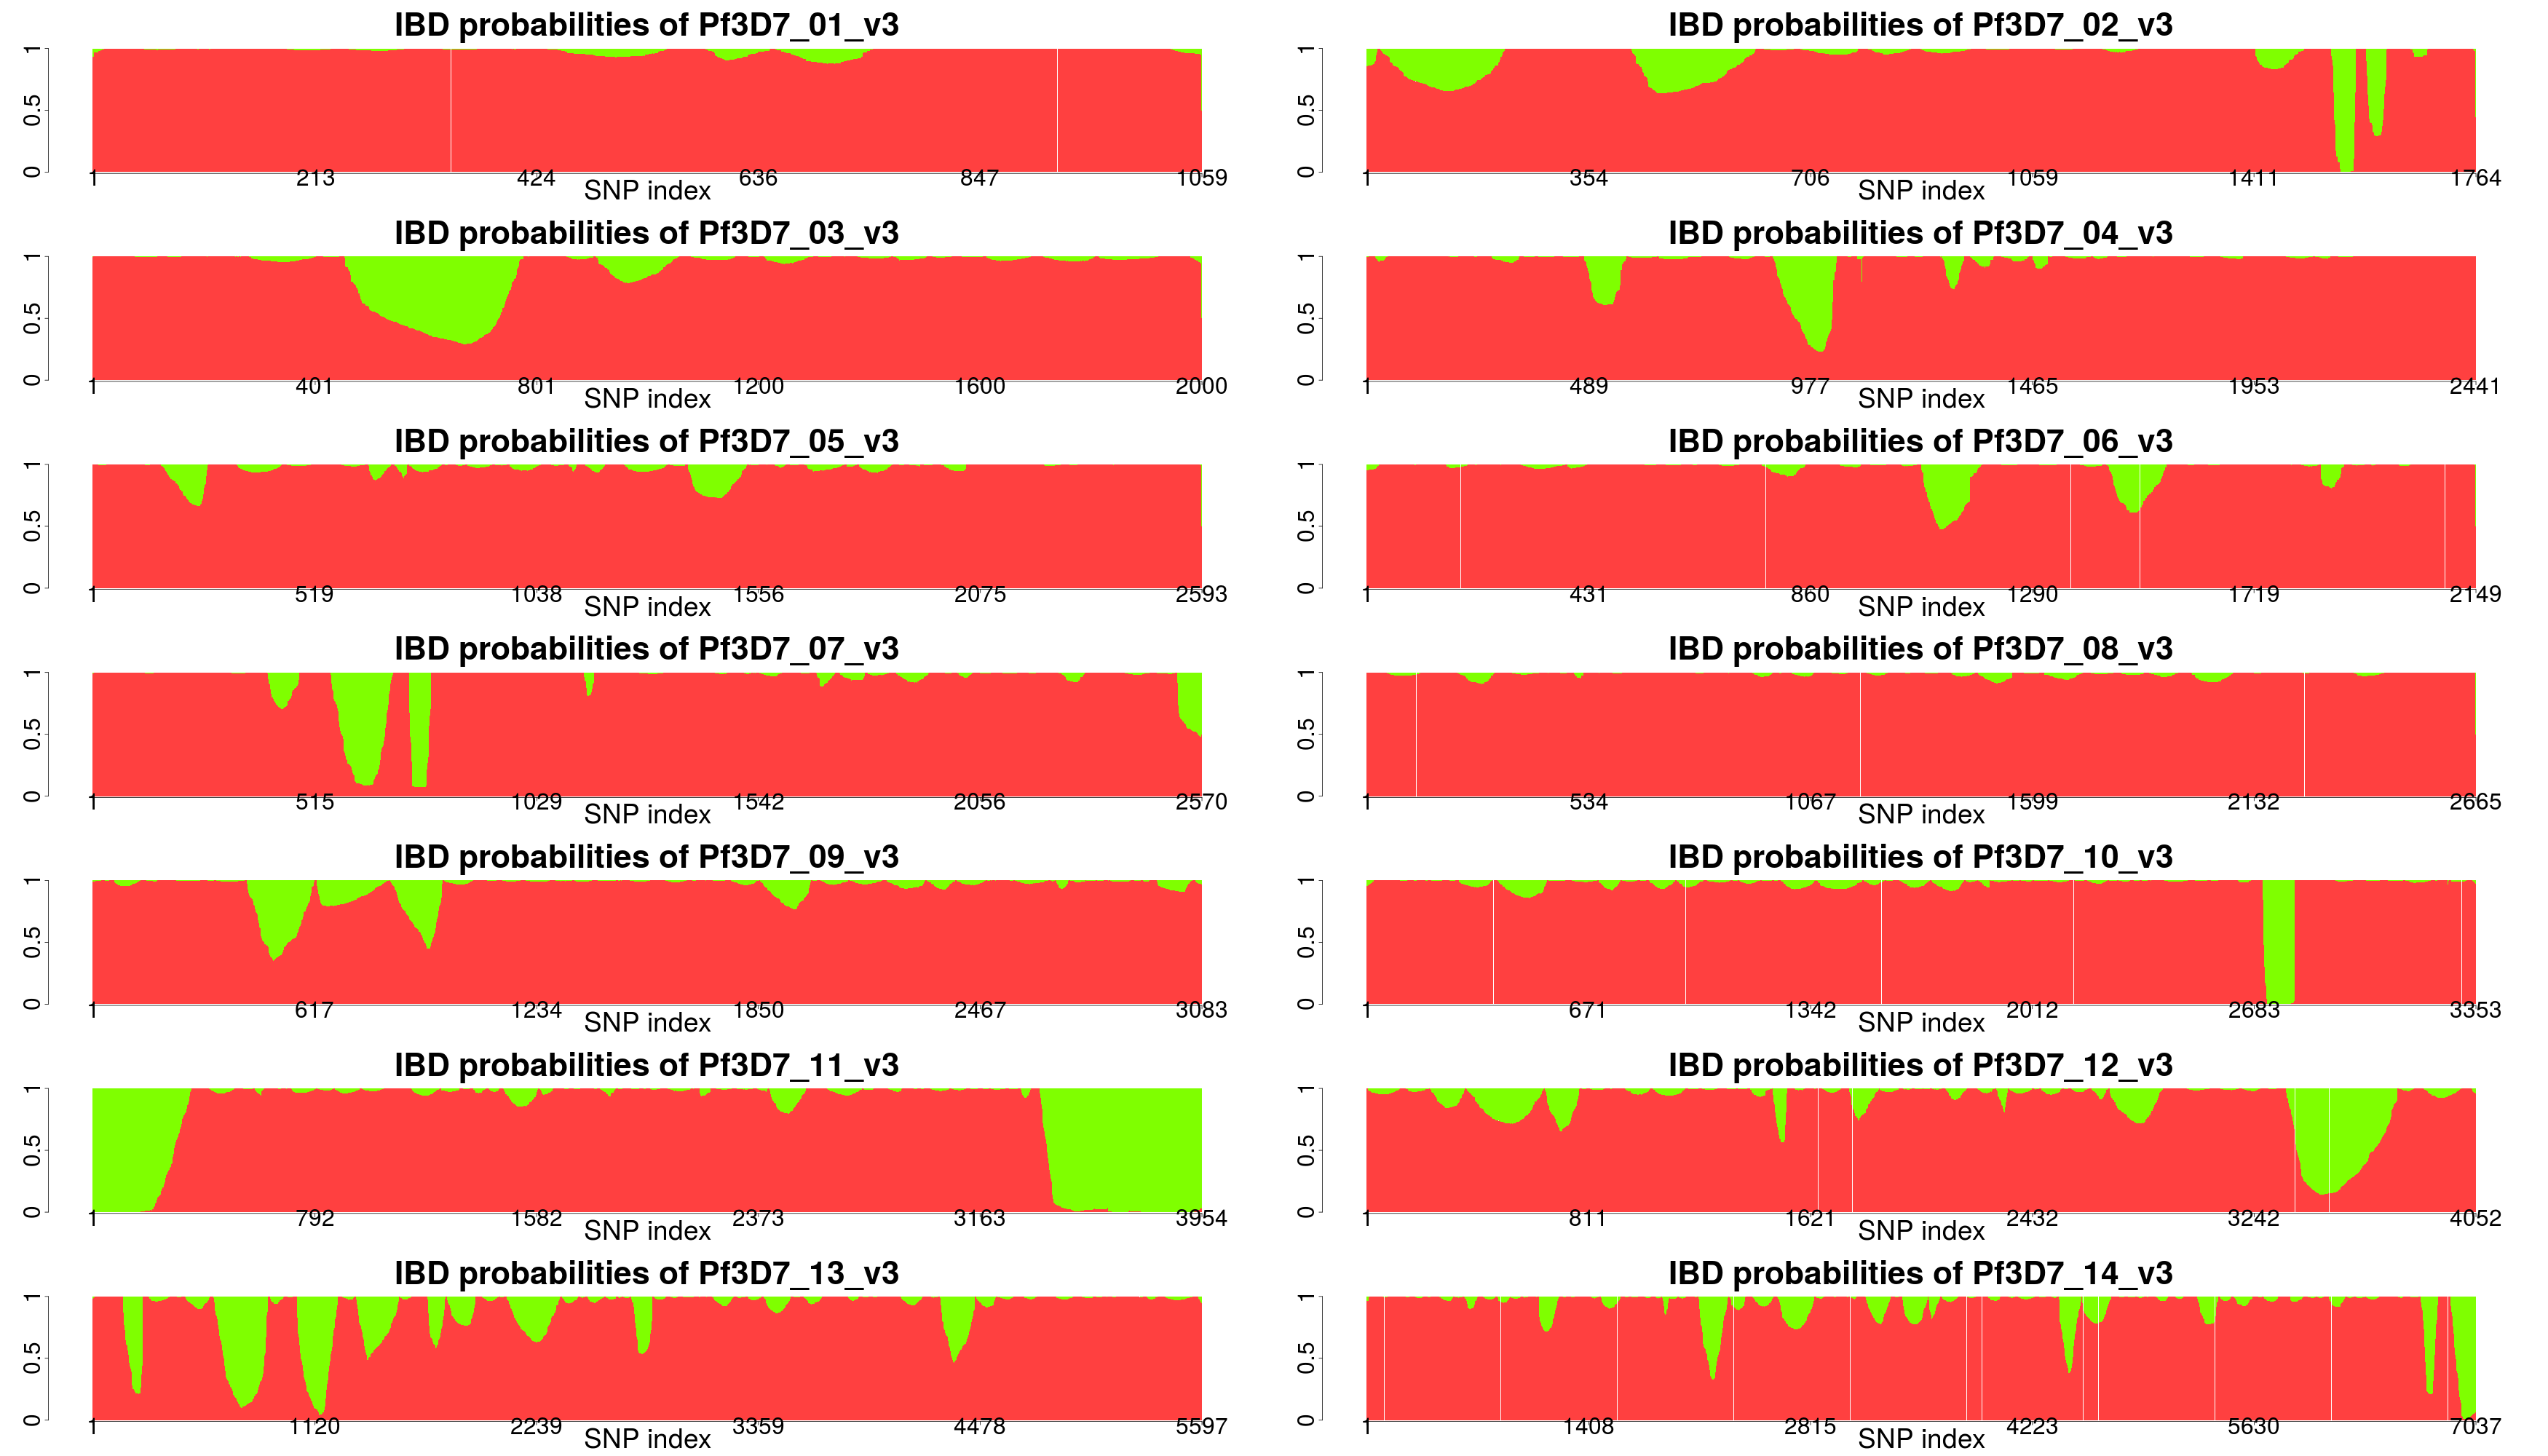 IBD probabilities of Pf3D7_01_v3
0 0.5 1
1 213 424 636 847 1059
SNP index
IBD probabilities of Pf3D7_02_v3
0 0.5 1
1 354 706 1059 1411 1764
SNP index
IBD probabilities of Pf3D7_03_v3
0 0.5 1
1 401 801 1200 1600 2000
SNP index
IBD probabilities of Pf3D7_04_v3
0 0.5 1
1 489 977 1465 1953 2441
SNP index
IBD probabilities of Pf3D7_05_v3
0 0.5 1
1 519 1038 1556 2075 2593
SNP index
IBD probabilities of Pf3D7_06_v3
0 0.5 1
1 431 860 1290 1719 2149
SNP index
IBD probabilities of Pf3D7_07_v3
0 0.5 1
1 515 1029 1542 2056 2570
SNP index
IBD probabilities of Pf3D7_08_v3
0 0.5 1
1 534 1067 1599 2132 2665
SNP index
IBD probabilities of Pf3D7_09_v3
0 0.5 1
1 617 1234 1850 2467 3083
SNP index
IBD probabilities of Pf3D7_10_v3
0 0.5 1
1 671 1342 2012 2683 3353
SNP index
IBD probabilities of Pf3D7_11_v3
0 0.5 1
1 792 1582 2373 3163 3954
SNP index
IBD probabilities of Pf3D7_12_v3
0 0.5 1
1 811 1621 2432 3242 4052
SNP index
IBD probabilities of Pf3D7_13_v3
0 0.5 1
1 1120 2239 3359 4478 5597
SNP index
IBD probabilities of Pf3D7_14_v3
0 0.5 1
1 1408 2815 4223 5630 7037
SNP index